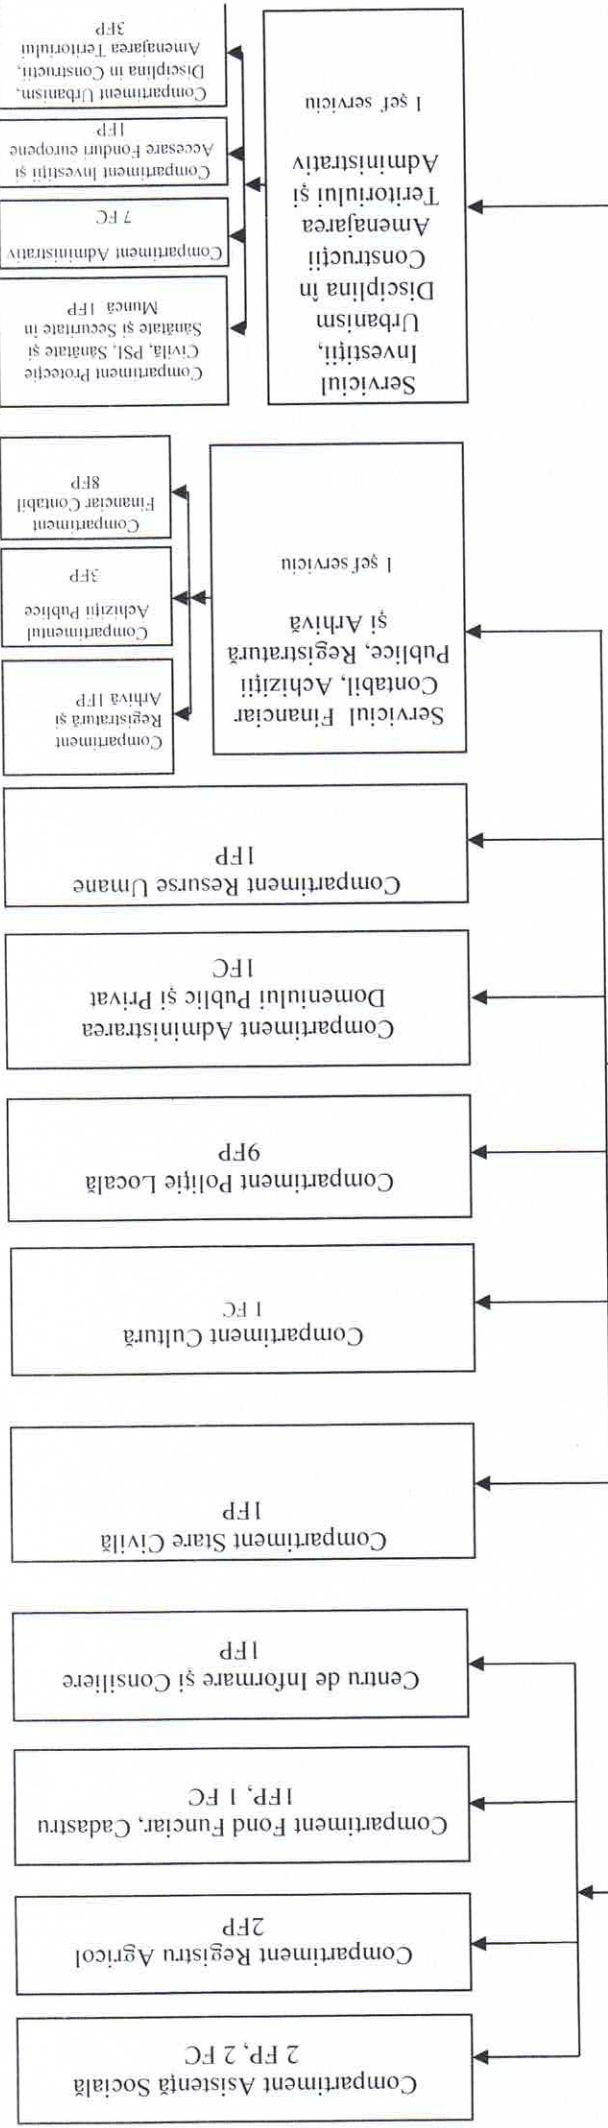 Compartiment Asistență Socială
2 FP, 2 FC
Compartiment Registru Agricol
2FP
Compartiment Fond Funciar, Cadastru
1FP, 1 FC
Centru de Informare și Consiliere
1FP
Compartiment Stare Civilă
1FP
Compartiment Cultură
1 FC
Compartiment Poliție Locală
9FP
Compartiment Administrarea
Domeniului Public și Privat
1FC
Compartiment Resurse Umane
1FP
Serviciul Financiar
Contabil, Achiziții
Publice, Registratură
și Arhivă
1 șef serviciu
Compartiment
Registratură și
Arhivă 1FP
Compartimentul
Achiziții Publice
3FP
Compartiment
Financiar Contabil
8FP
Serviciul
Investiții,
Urbanism
Disciplina în
Construcții
Amenajarea
Teritoriului și
Administrativ
1 șef serviciu
Compartiment Protecție
Civilă, PSI, Sănătate și
Sănătate și Securitate în
Muncă 1FP
Compartiment Administrativ
7 FC
Compartiment Investiții și
Accesare Fonduri europene
1FP
Compartiment Urbanism,
Disciplina in Constructii,
Amenajarea Teritoriului
3FP